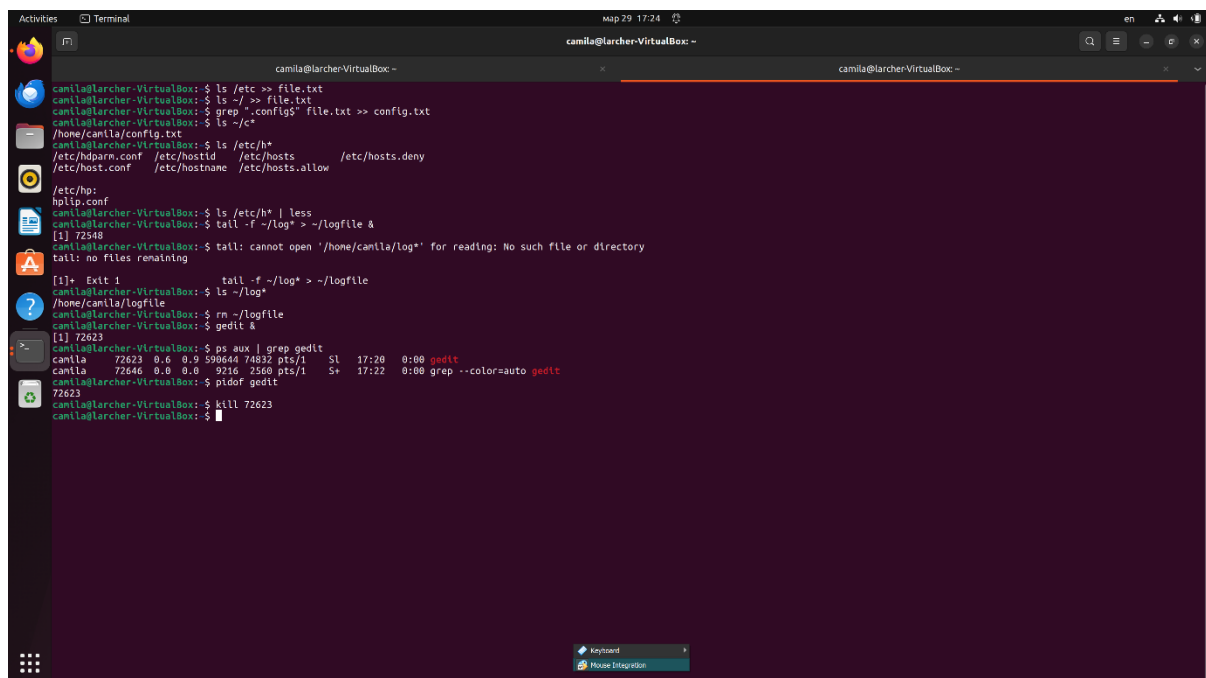 Activities Terminal мар 29 17:24 en
camila@larcher-VirtualBox: ~
camila@larcher-VirtualBox: ~ camila@larcher-VirtualBox: ~
camila@larcher-VirtualBox:~$ ls /etc >> file.txt
camila@larcher-VirtualBox:~$ ls ~/ >> file.txt
camila@larcher-VirtualBox:~$ grep ".config$" file.txt >> config.txt
camila@larcher-VirtualBox:~$ ls ~/c*
/home/camila/config.txt
camila@larcher-VirtualBox:~$ ls /etc/h*
/etc/hdparm.conf /etc/hostid /etc/hosts /etc/hosts.deny
/etc/host.conf /etc/hostname /etc/hosts.allow
/etc/hp:
hplip.conf
camila@larcher-VirtualBox:~$ ls /etc/h* | less
camila@larcher-VirtualBox:~$ tail -f ~/log* > ~/logfile &
[1] 72548
camila@larcher-VirtualBox:~$ tail: cannot open '/home/camila/log*' for reading: No such file or directory
tail: no files remaining
[1]+ Exit 1 tail -f ~/log* > ~/logfile
camila@larcher-VirtualBox:~$ ls ~/log*
/home/camila/logfile
camila@larcher-VirtualBox:~$ rm ~/logfile
camila@larcher-VirtualBox:~$ gedit &
[1] 72623
camila@larcher-VirtualBox:~$ ps aux | grep gedit
camila 72623 0.6 0.9 590644 74832 pts/1 Sl 17:20 0:00 gedit
camila 72646 0.0 0.0 9216 2560 pts/1 S+ 17:22 0:00 grep --color=auto gedit
camila@larcher-VirtualBox:~$ pidof gedit
72623
camila@larcher-VirtualBox:~$ kill 72623
camila@larcher-VirtualBox:~$
Keyboard
Mouse Integration